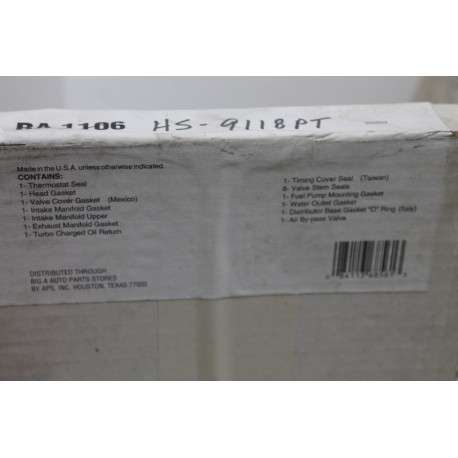 BA 1106 HS-9118PT
Made in the U.S.A. unless otherwise indicated.
CONTAINS:
1- Thermostat Seal
1- Head Gasket
1- Valve Cover Gasket (Mexico)
1- Intake Manifold Gasket
1- Intake Manifold Upper
1- Exhaust Manifold Gasket
1- Turbo Charged Oil Return
1- Timing Cover Seal (Taiwan)
8- Valve Stem Seals
1- Fuel Pump Mounting Gasket
1- Water Outlet Gasket
1- Distributor Base Gasket "O" Ring (Italy)
1- Air By-pass Valve
DISTRIBUTED THROUGH
BIG A AUTO PARTS STORES
BY APS, INC. HOUSTON, TEXAS